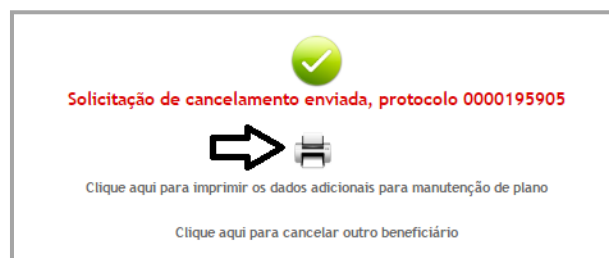 Solicitação de cancelamento enviada, protocolo 0000195905
Clique aqui para imprimir os dados adicionais para manutenção de plano
Clique aqui para cancelar outro beneficiário